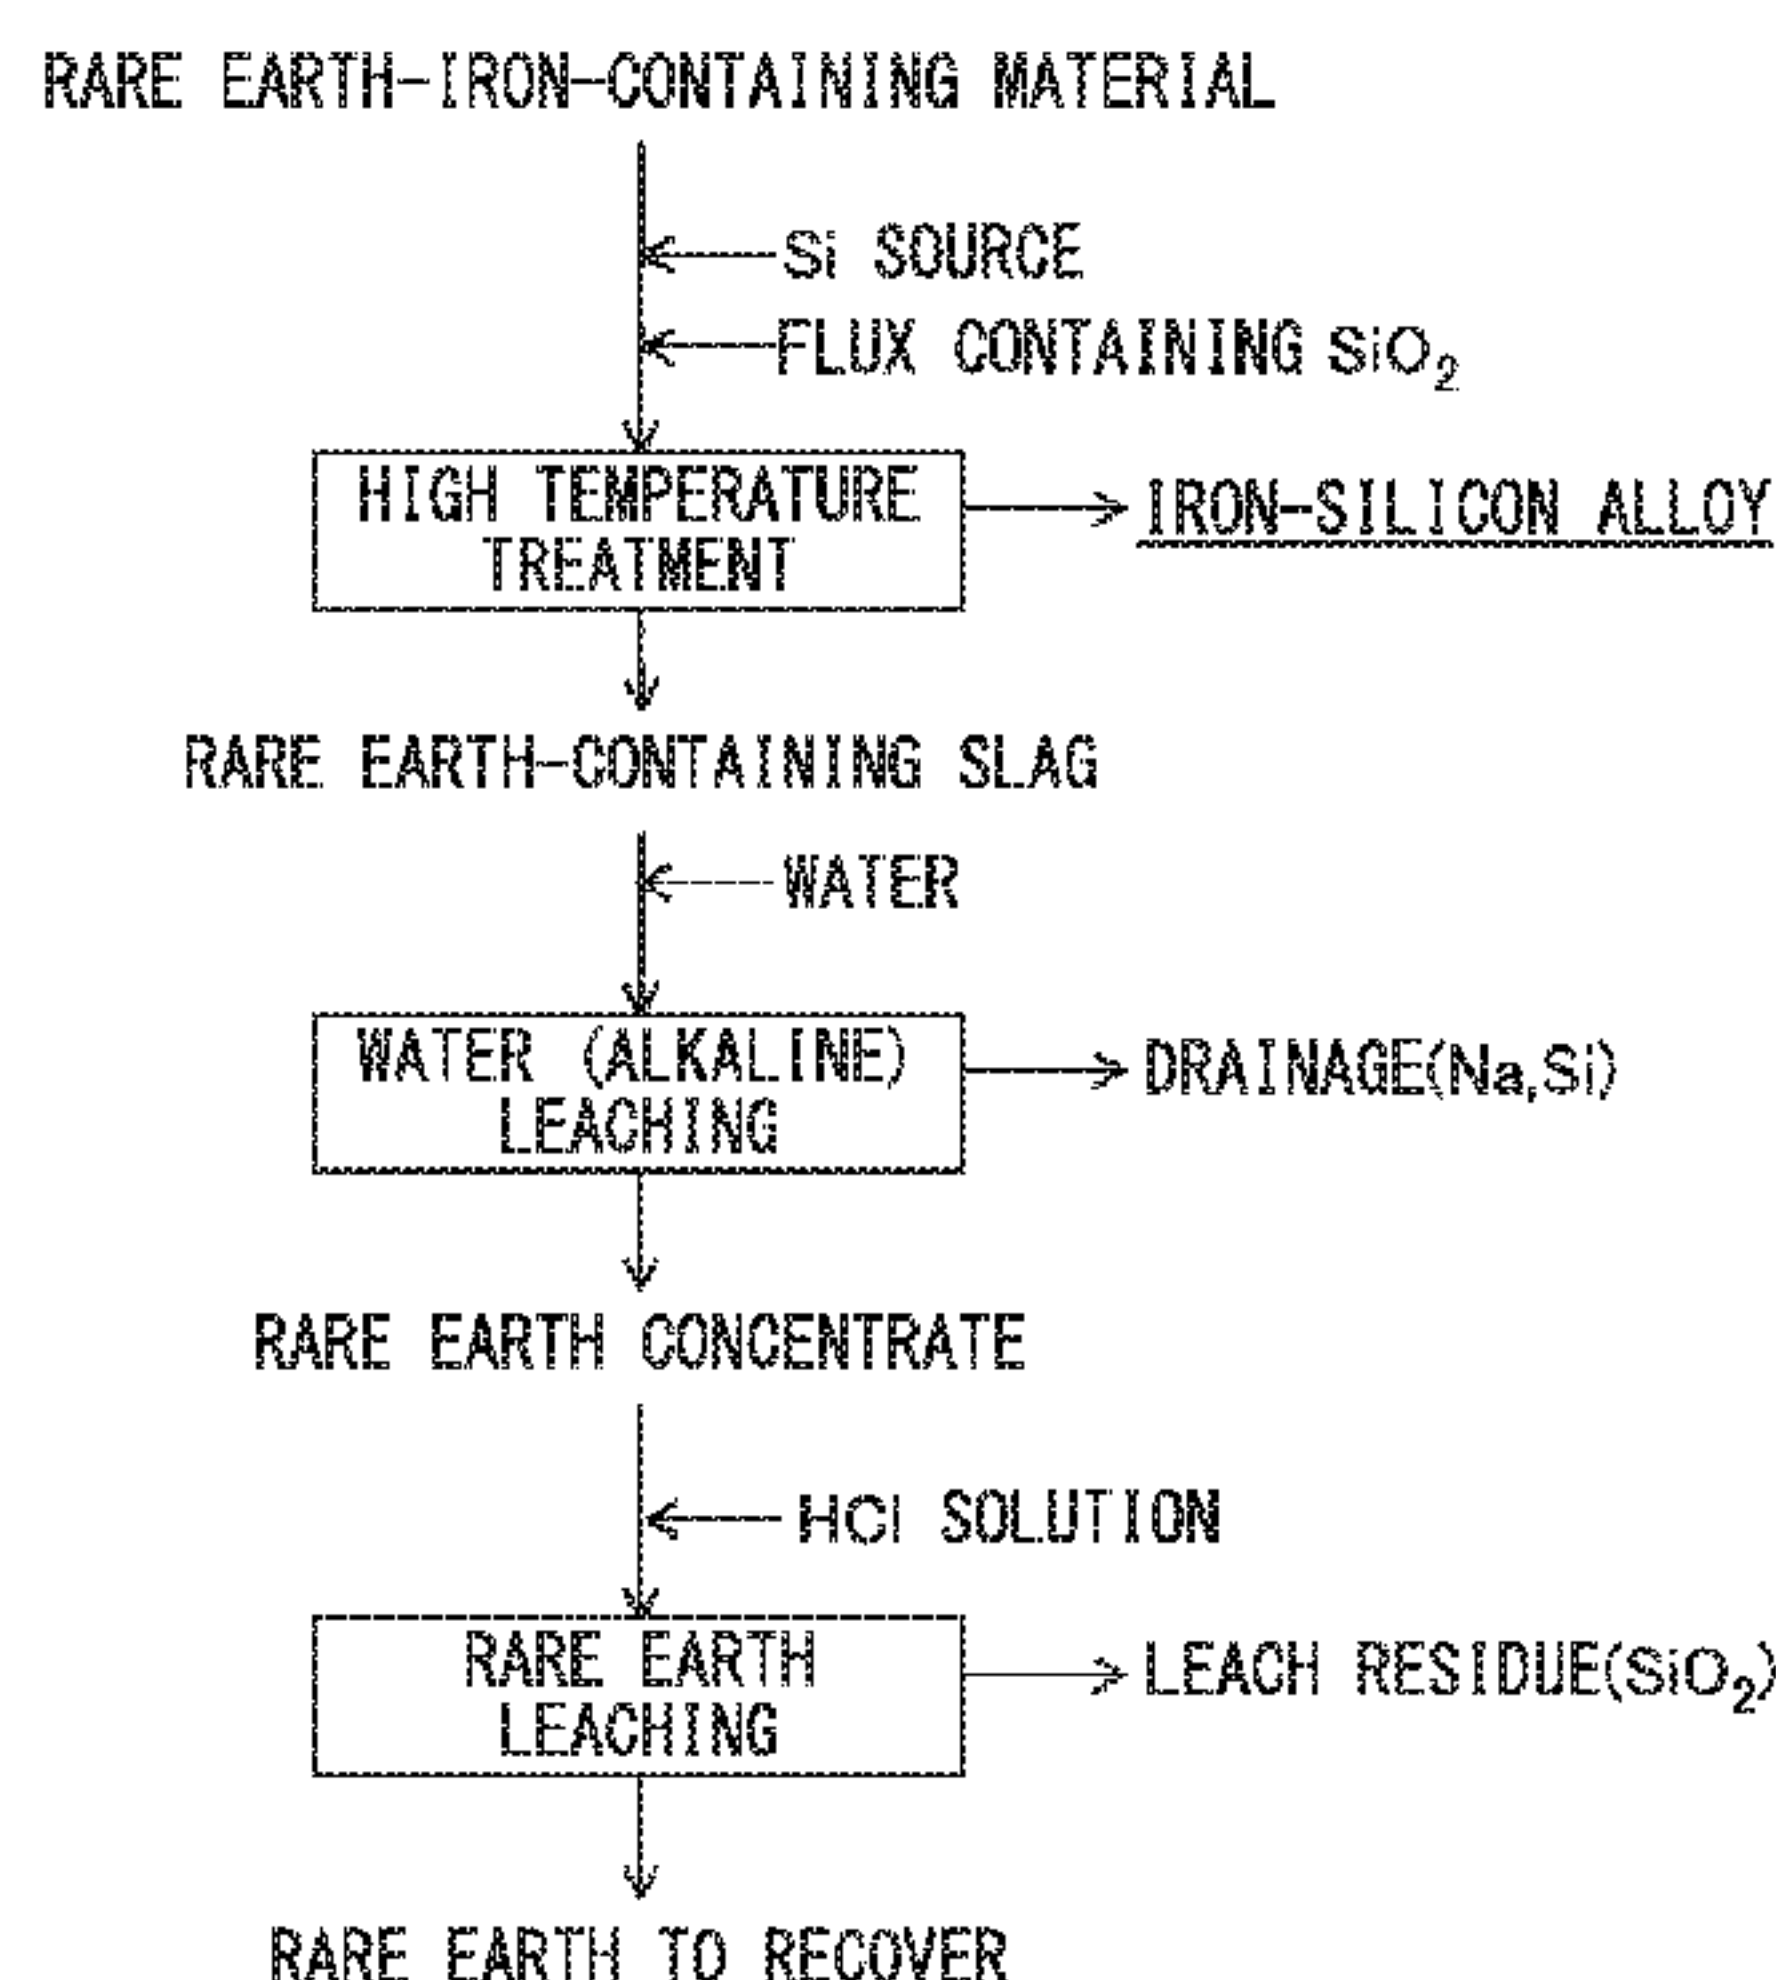 RARE EARTH-IRON-CONTAINING MATERIAL
Si SOURCE
FLUX CONTAINING SiO₂
HIGH TEMPERATURE
TREATMENT
IRON-SILICON ALLOY
RARE EARTH-CONTAINING SLAG
WATER
WATER (ALKALINE)
LEACHING
DRAINAGE(Na,Si)
RARE EARTH CONCENTRATE
HCl SOLUTION
RARE EARTH
LEACHING
LEACH RESIDUE(SiO₂)
RARE EARTH TO RECOVER